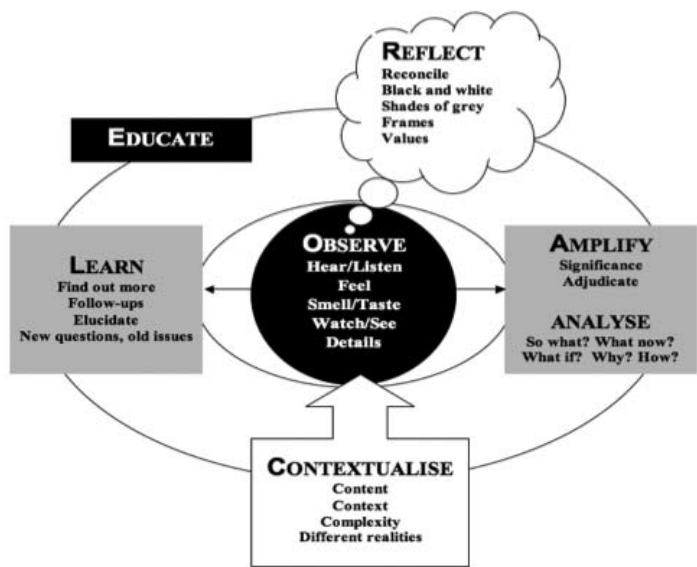 REFLECT
Reconcile
Black and white
Shades of grey
Frames
Values
EDUCATE
LEARN
Find out more
Follow-ups
Elucidate
New questions, old issues
OBSERVE
Hear/Listen
Feel
Smell/Taste
Watch/See
Details
AMPLIFY
Significance
Adjudicate
ANALYSE
So what? What now?
What if? Why? How?
CONTEXTUALISE
Content
Context
Complexity
Different realities